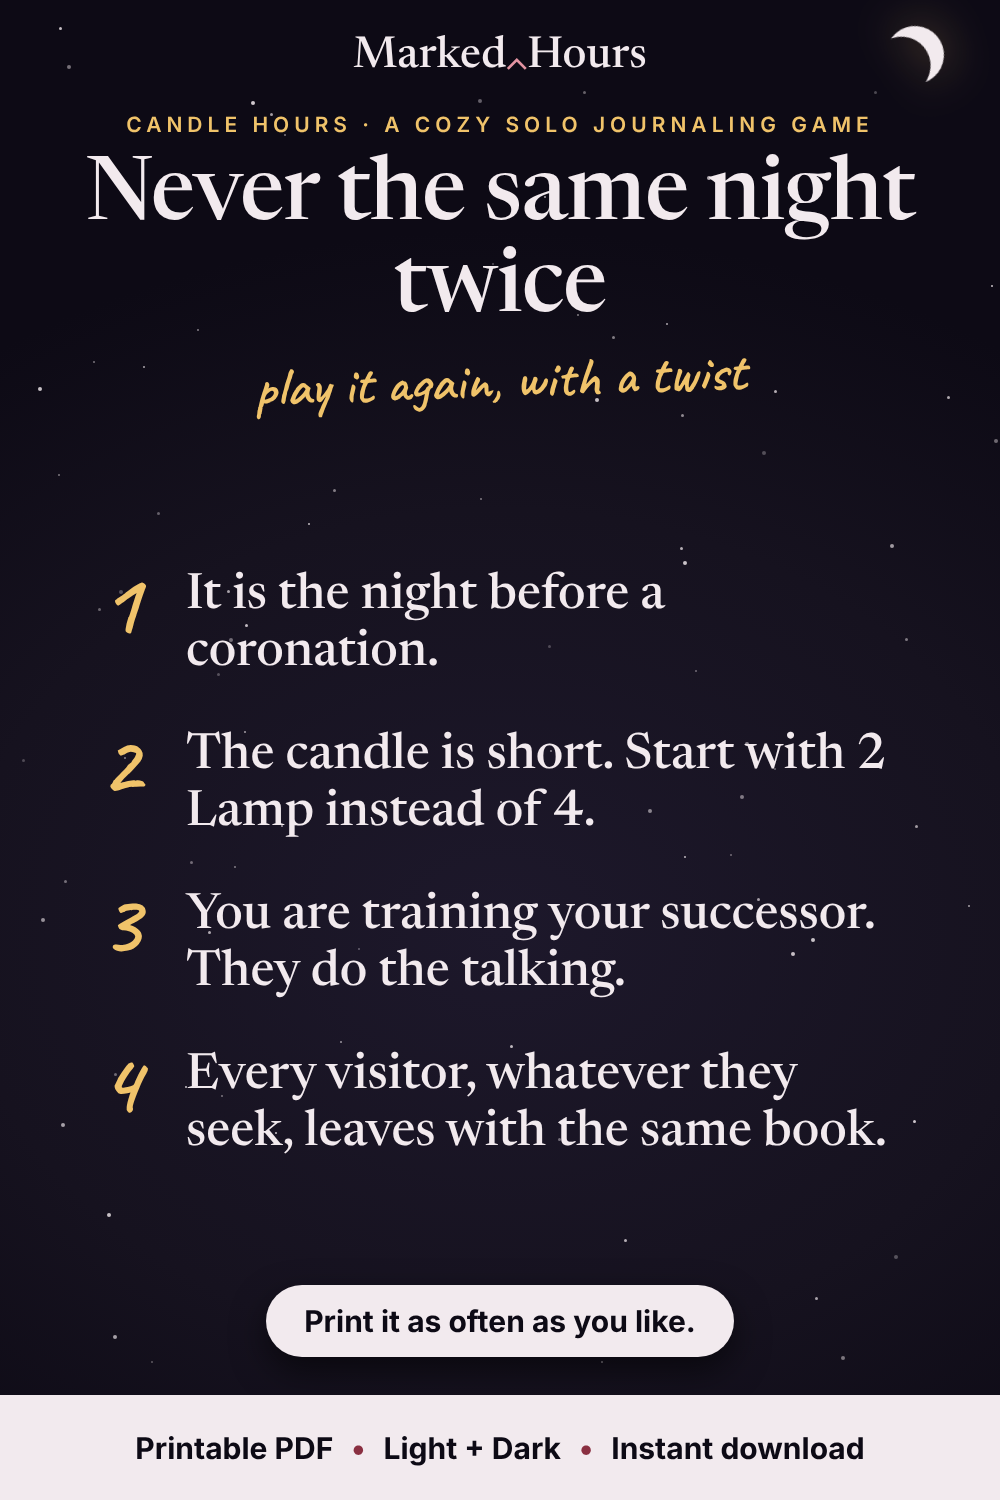 Marked‸Hours
CANDLE HOURS · A COZY SOLO JOURNALING GAME
Never the same night
twice
play it again, with a twist
1 It is the night before a
coronation.
2 The candle is short. Start with 2
Lamp instead of 4.
3 You are training your successor.
They do the talking.
4 Every visitor, whatever they
seek, leaves with the same book.
Print it as often as you like.
Printable PDF • Light + Dark • Instant download